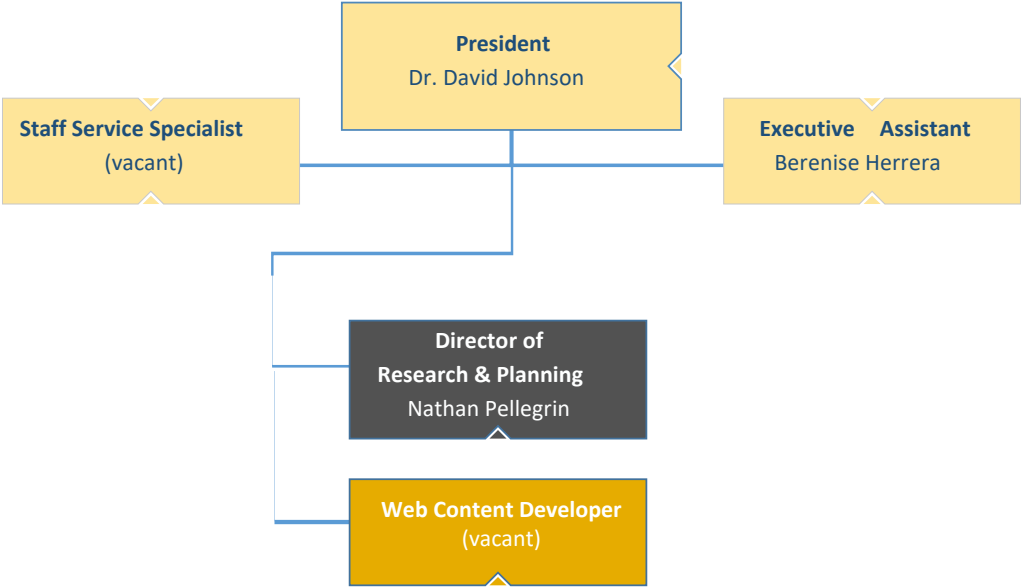 President
Dr. David Johnson
Staff Service Specialist
(vacant)
Executive Assistant
Berenise Herrera
Director of
Research & Planning
Nathan Pellegrin
Web Content Developer
(vacant)